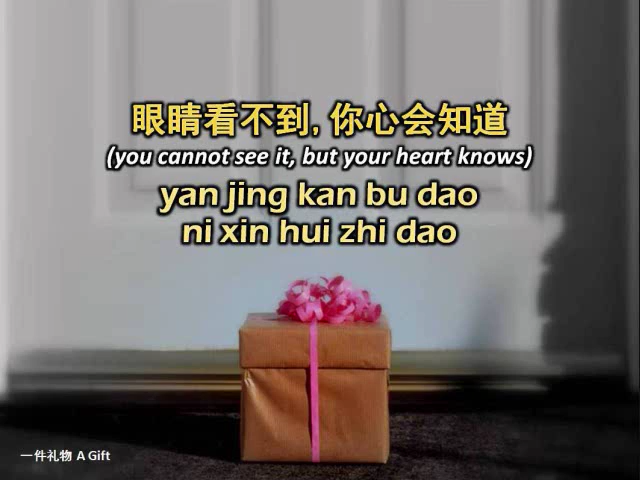 眼睛看不到, 你心会知道
(you cannot see it, but your heart knows)
yan jing kan bu dao
ni xin hui zhi dao
一件礼物 A Gift